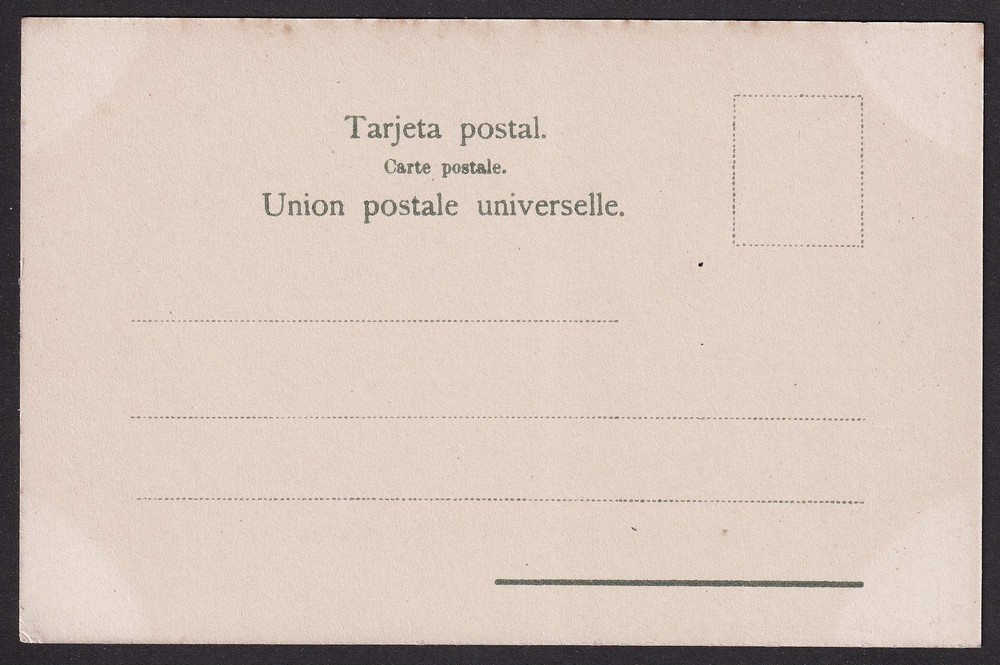 Tarjeta postal.
Carte postale.
Union postale universelle.